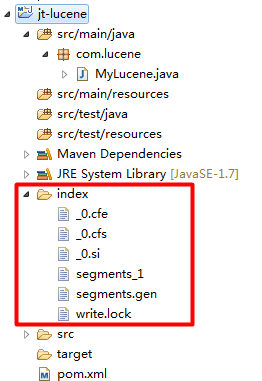 jt-lucene
src/main/java
com.lucene
MyLucene.java
src/main/resources
src/test/java
src/test/resources
Maven Dependencies
JRE System Library [JavaSE-1.7]
index
_0.cfe
_0.cfs
_0.si
segments_1
segments.gen
write.lock
src
target
pom.xml